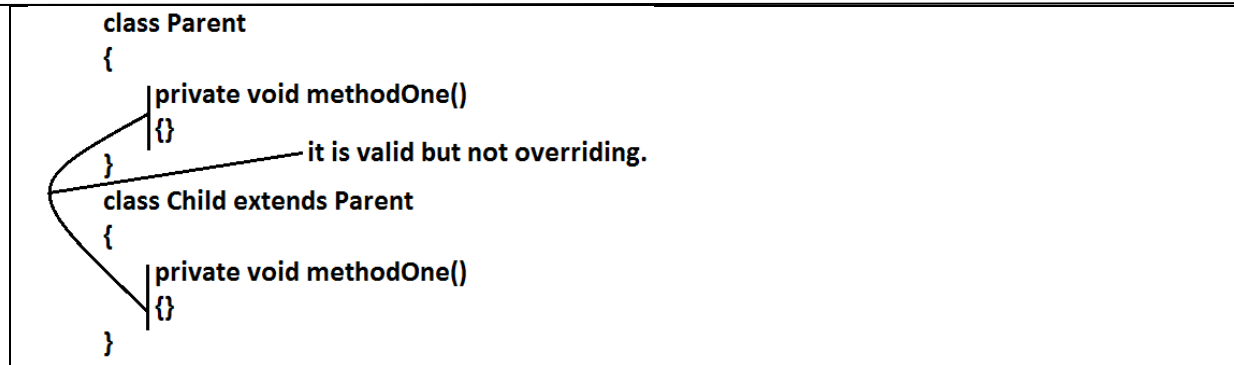 class Parent
{
private void methodOne()
{}
it is valid but not overriding.
}
class Child extends Parent
{
private void methodOne()
{}
}